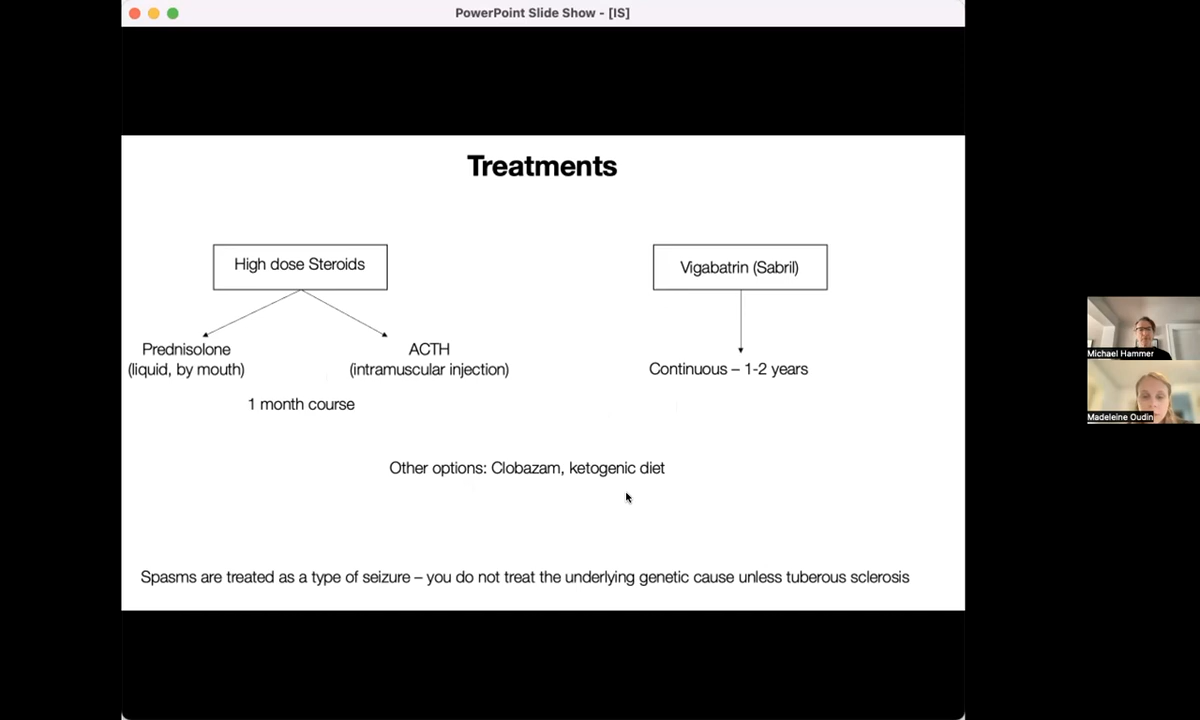 PowerPoint Slide Show - [IS]
Treatments
High dose Steroids
Vigabatrin (Sabril)
Prednisolone
(liquid, by mouth)
ACTH
(intramuscular injection)
1 month course
Continuous – 1-2 years
Other options: Clobazam, ketogenic diet
Spasms are treated as a type of seizure – you do not treat the underlying genetic cause unless tuberous sclerosis
Michael Hammer
Madeleine Oudin